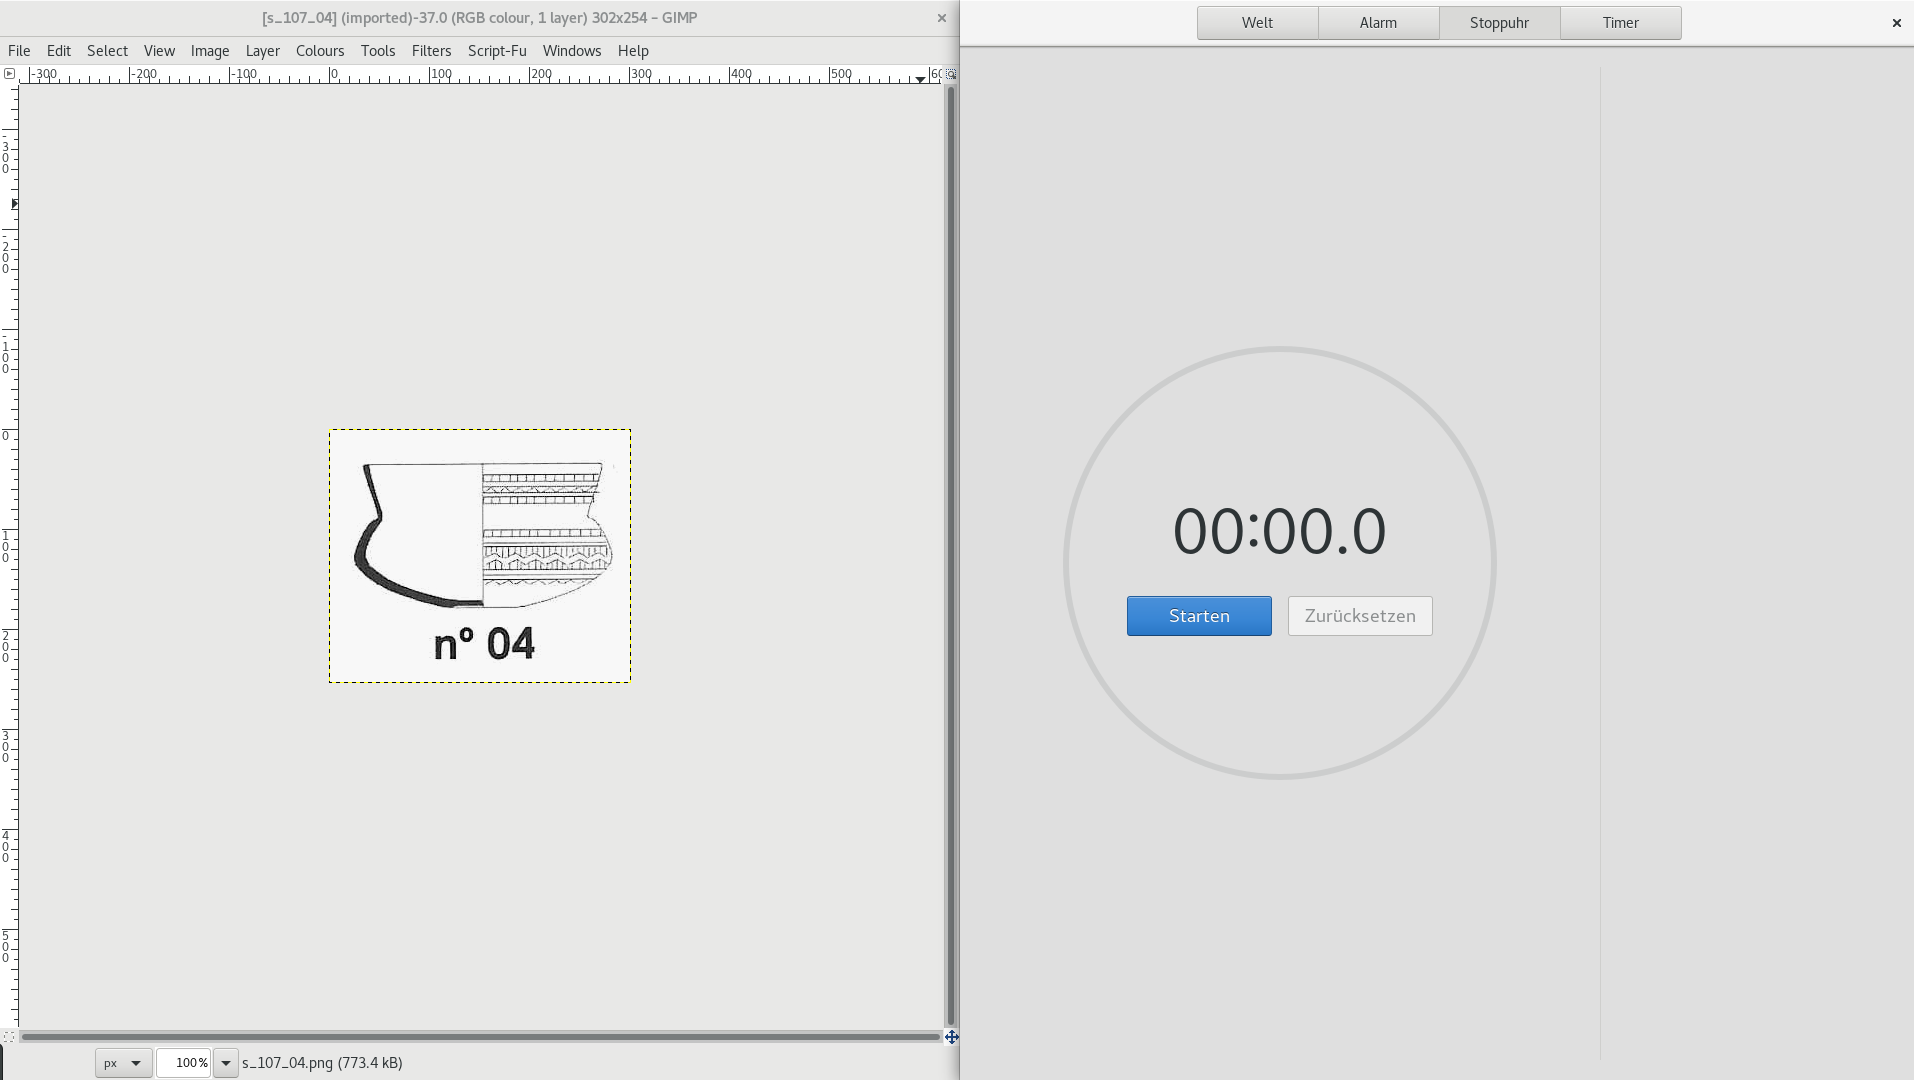 [s_107_04] (imported)-37.0 (RGB colour, 1 layer) 302x254 – GIMP
File Edit Select View Image Layer Colours Tools Filters Script-Fu Windows Help
-300 -200 -100 0 100 200 300 400 500
-300
-200
-100
0
100
200
300
400
500
nº 04
px 100% s_107_04.png (773.4 kB)
Welt Alarm Stoppuhr Timer
00:00.0
Starten Zurücksetzen